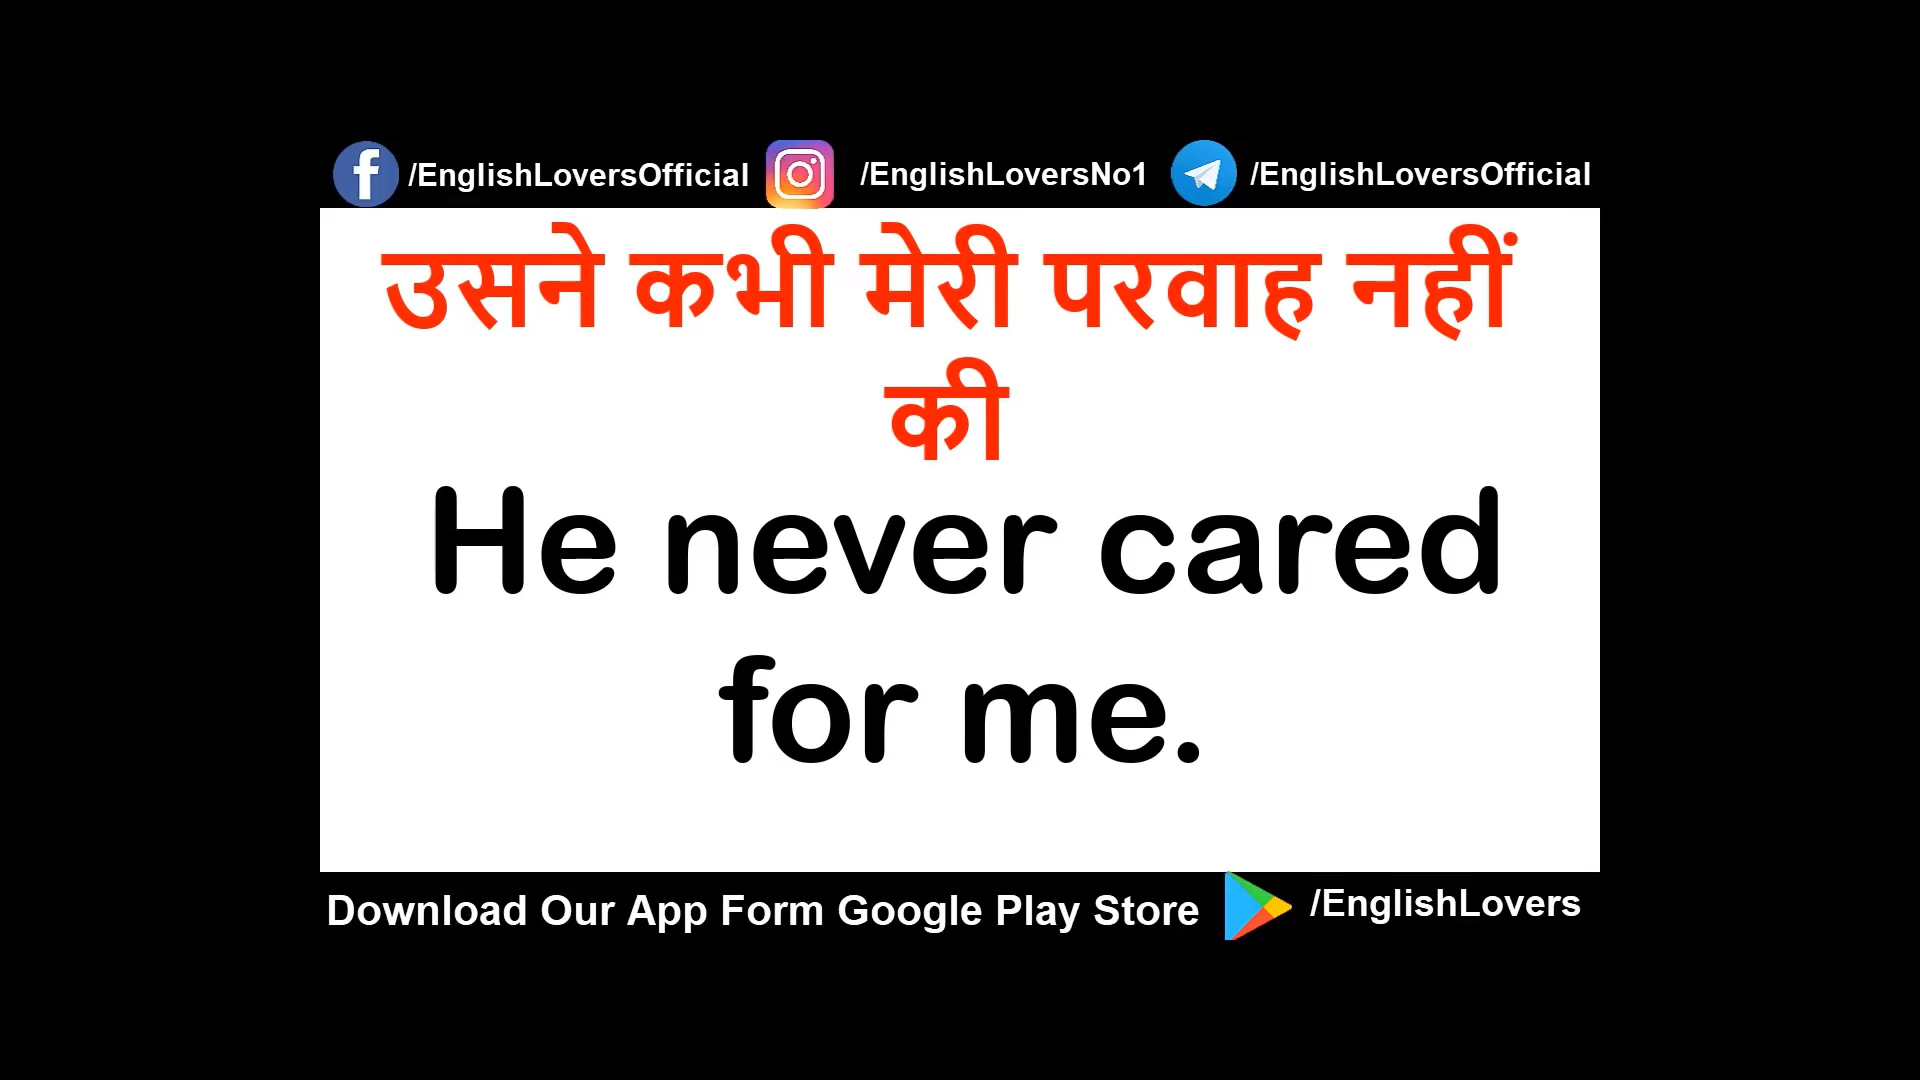 /EnglishLoversOfficial /EnglishLoversNo1 /EnglishLoversOfficial
उसने कभी मेरी परवाह नहीं
की
He never cared
for me.
Download Our App Form Google Play Store /EnglishLovers